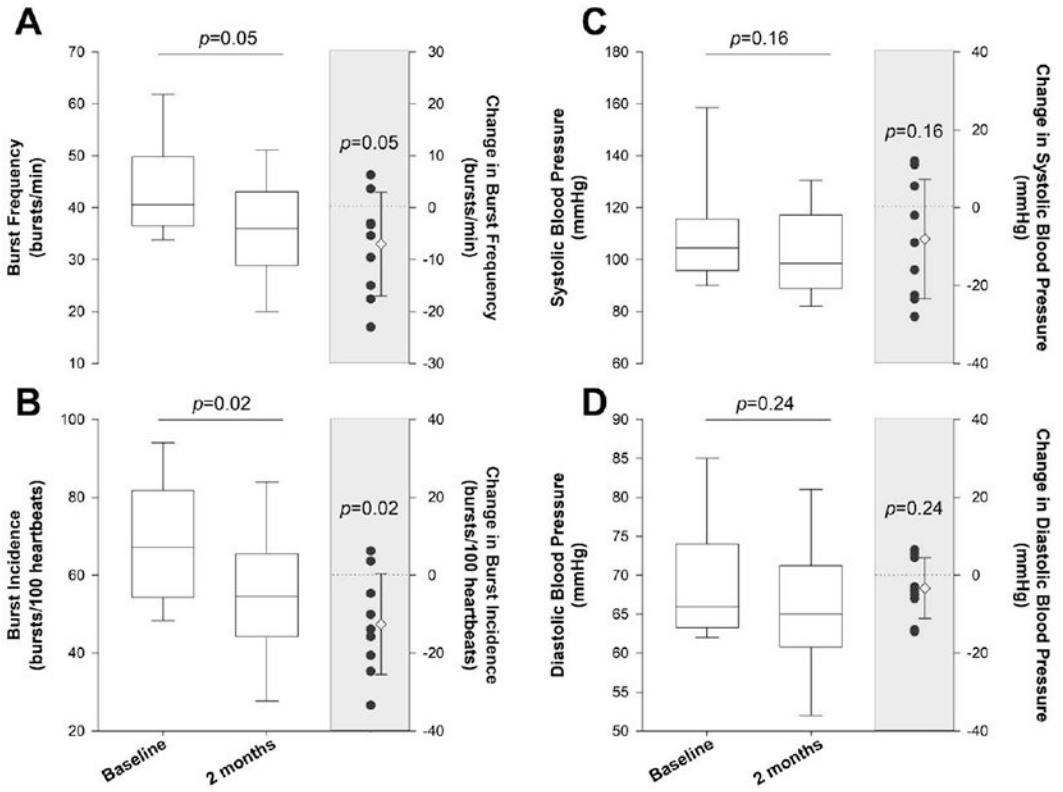 A
p=0.05
Burst Frequency
(bursts/min)
70
60
50
40
30
20
10
p=0.05
30
20
10
0
-10
-20
-30
Change in Burst Frequency
(bursts/min)
C
p=0.16
Systolic Blood Pressure
(mmHg)
180
160
140
120
100
80
60
p=0.16
40
20
0
-20
-40
Change in Systolic Blood Pressure
(mmHg)
B
p=0.02
Burst Incidence
(bursts/100 heartbeats)
100
80
60
40
20
p=0.02
40
20
0
-20
-40
Change in Burst Incidence
(bursts/100 heartbeats)
Baseline
2 months
D
p=0.24
Diastolic Blood Pressure
(mmHg)
90
85
80
75
70
65
60
55
50
p=0.24
40
20
0
-20
-40
Change in Diastolic Blood Pressure
(mmHg)
Baseline
2 months